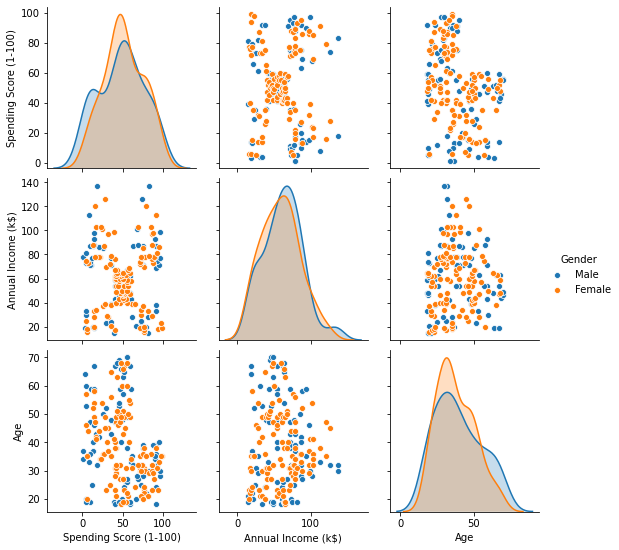 Spending Score (1-100)
100
80
60
40
20
0
Annual Income (k$)
140
120
100
80
60
40
20
Gender
Male
Female
Age
70
60
50
40
30
20
0 50 100
Spending Score (1-100)
0 100
Annual Income (k$)
0 50
Age